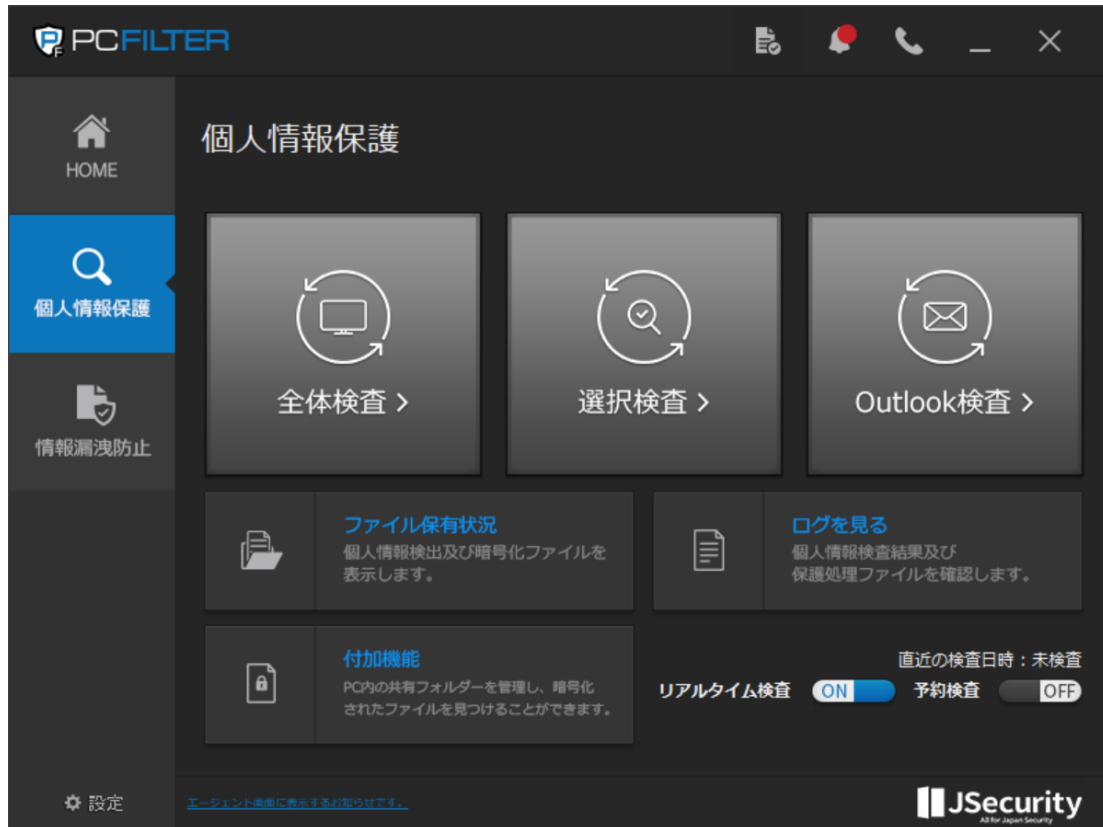 PCFILTER
HOME
個人情報保護
情報漏洩防止
設定
個人情報保護
全体検査 >
選択検査 >
Outlook検査 >
ファイル保有状況
個人情報検出及び暗号化ファイルを
表示します。
ログを見る
個人情報検査結果及び
保護処理ファイルを確認します。
付加機能
PC内の共有フォルダーを管理し、暗号化
されたファイルを見つけることができます。
直近の検査日時：未検査
リアルタイム検査 ON 予約検査 OFF
エージェント画面に表示するお知らせです。
JSecurity
All for Japan Security